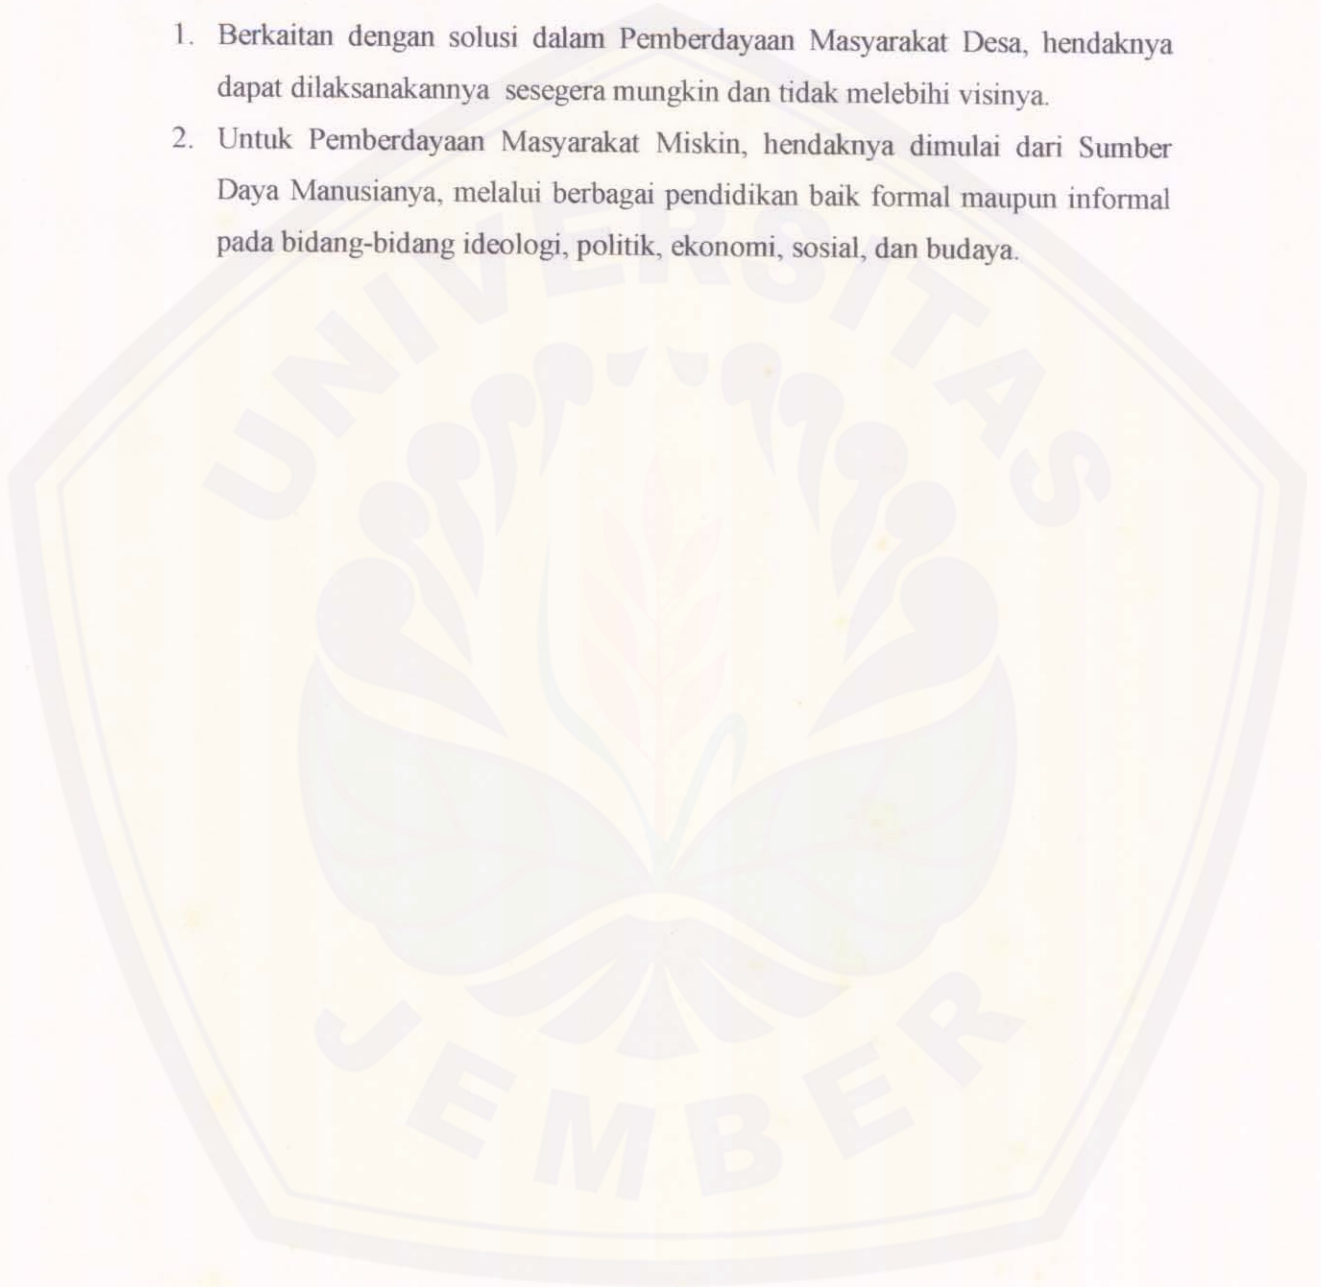 1. Berkaitan dengan solusi dalam Pemberdayaan Masyarakat Desa, hendaknya
dapat dilaksanakannya sesegera mungkin dan tidak melebihi visinya.
2. Untuk Pemberdayaan Masyarakat Miskin, hendaknya dimulai dari Sumber
Daya Manusianya, melalui berbagai pendidikan baik formal maupun informal
pada bidang-bidang ideologi, politik, ekonomi, sosial, dan budaya.
UNIVERSITAS
JEMBER